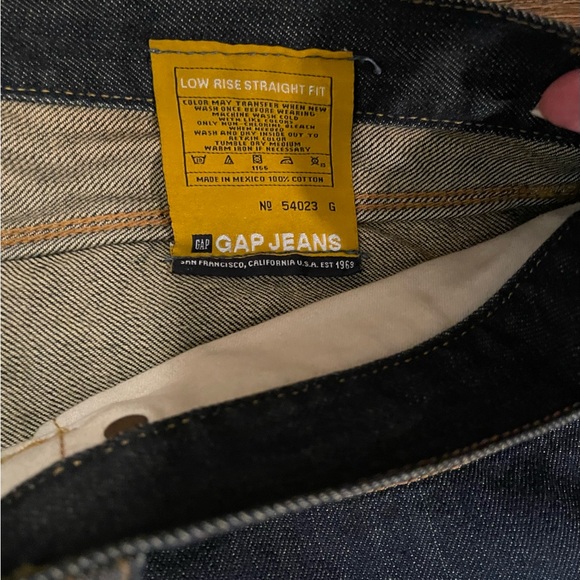 LOW RISE STRAIGHT FIT
COLOR MAY TRANSFER WHEN NEW
WASH ONCE BEFORE WEARING
MACHINE WASH COLD
WITH LIKE COLORS
ONLY NON-CHLORINE BLEACH
WHEN NEEDED
WASH AND DRY INSIDE OUT TO
RETAIN COLOR
TUMBLE DRY MEDIUM
WARM IRON IF NECESSARY
1166
MADE IN MEXICO 100% COTTON
Nº 54023 G
GAP GAP JEANS
SAN FRANCISCO, CALIFORNIA U.S.A. EST 1969